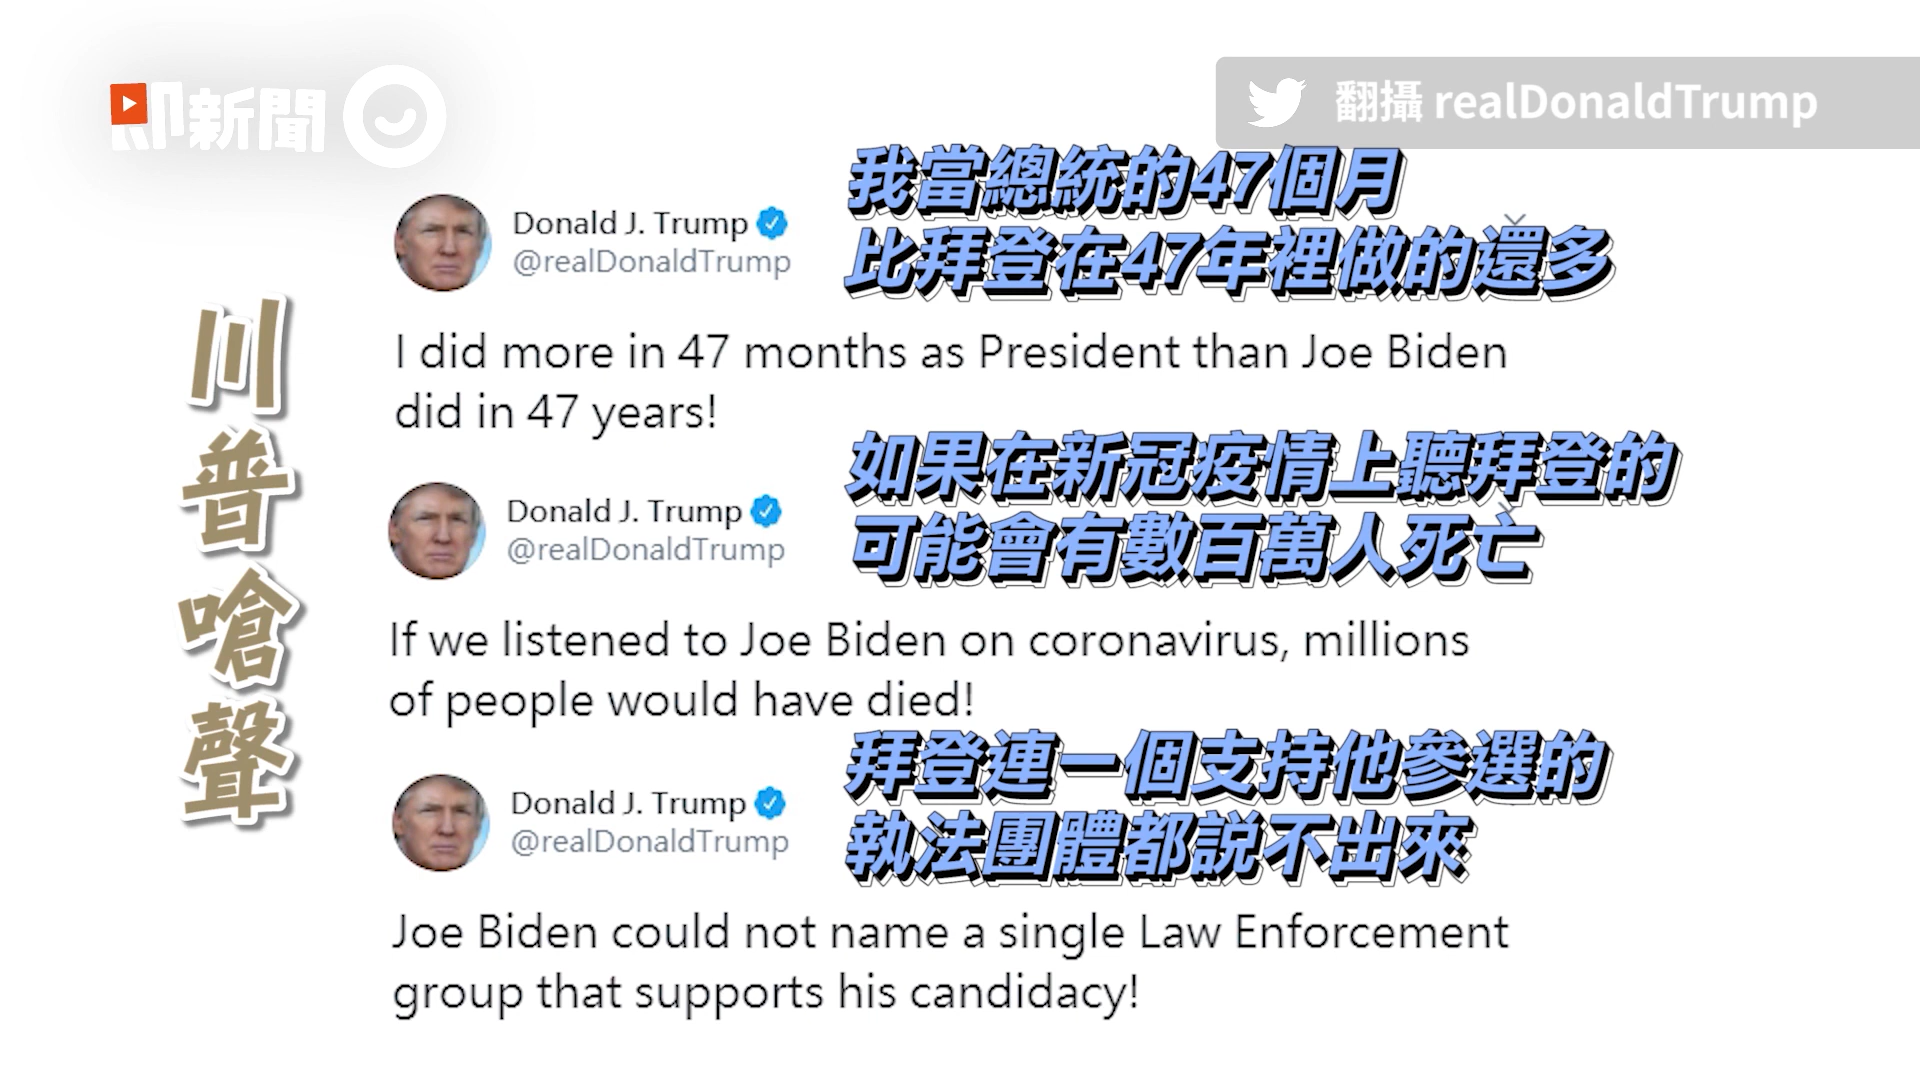 即新聞
翻攝 realDonaldTrump
川普嗆聲
Donald J. Trump
@realDonaldTrump
我當總統的47個月
比拜登在47年裡做的還多
I did more in 47 months as President than Joe Biden
did in 47 years!
Donald J. Trump
@realDonaldTrump
如果在新冠疫情上聽拜登的
可能會有數百萬人死亡
If we listened to Joe Biden on coronavirus, millions
of people would have died!
Donald J. Trump
@realDonaldTrump
拜登連一個支持他參選的
執法團體都説不出來
Joe Biden could not name a single Law Enforcement
group that supports his candidacy!